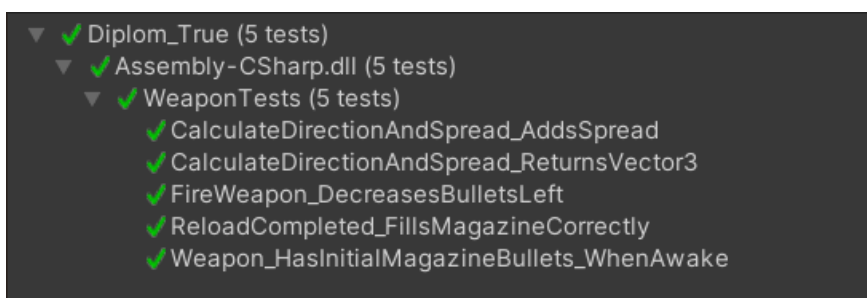 Diplom_True (5 tests)
Assembly-CSharp.dll (5 tests)
WeaponTests (5 tests)
CalculateDirectionAndSpread_AddsSpread
CalculateDirectionAndSpread_ReturnsVector3
FireWeapon_DecreasesBulletsLeft
ReloadCompleted_FillsMagazineCorrectly
Weapon_HasInitialMagazineBullets_WhenAwake